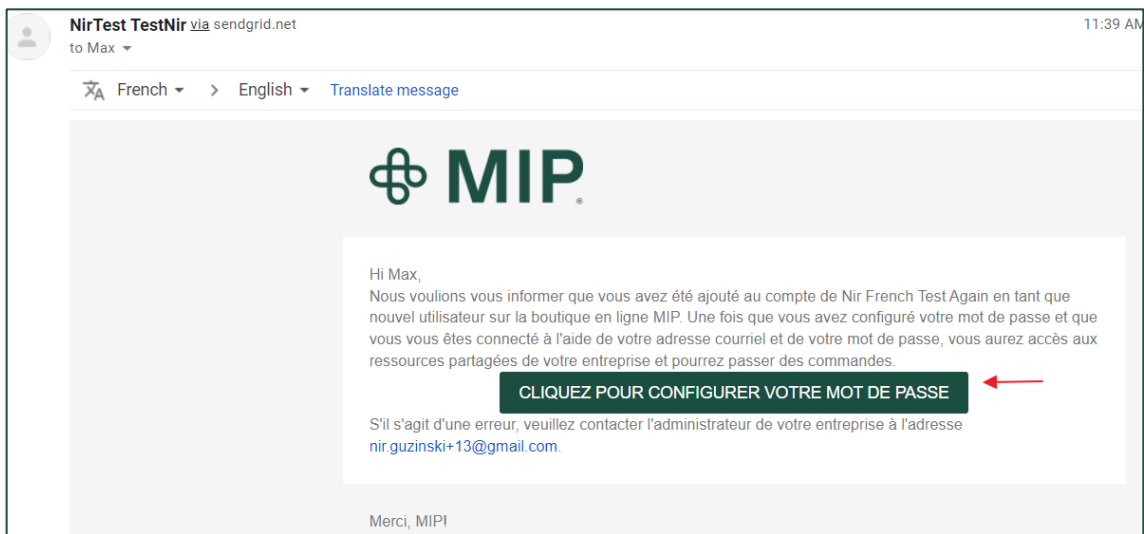 NirTest TestNir via sendgrid.net
11:39 AM
to Max
French > English Translate message
MIP
Hi Max,
Nous voulions vous informer que vous avez été ajouté au compte de Nir French Test Again en tant que
nouvel utilisateur sur la boutique en ligne MIP. Une fois que vous avez configuré votre mot de passe et que
vous vous êtes connecté à l'aide de votre adresse courriel et de votre mot de passe, vous aurez accès aux
ressources partagées de votre entreprise et pourrez passer des commandes.
CLIQUEZ POUR CONFIGURER VOTRE MOT DE PASSE
S'il s'agit d'une erreur, veuillez contacter l'administrateur de votre entreprise à l'adresse
nir.guzinski+13@gmail.com.
Merci, MIP!